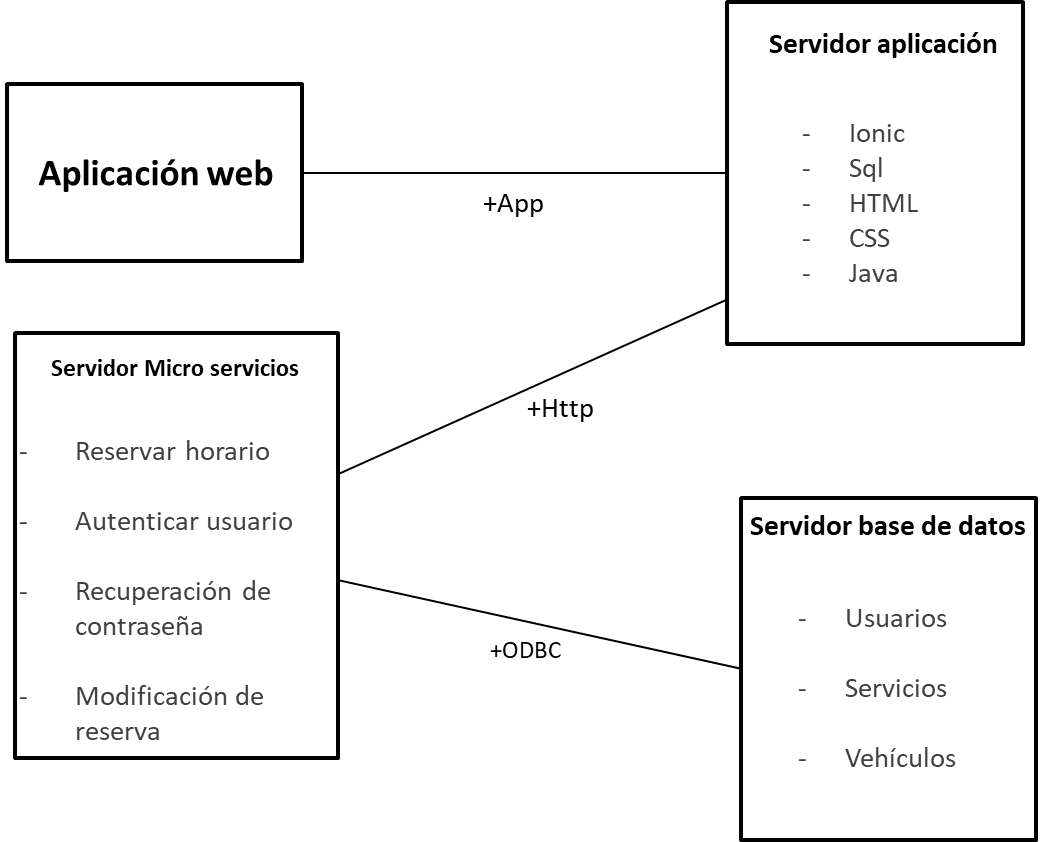 Aplicación web
+App
Servidor aplicación
- Ionic
- Sql
- HTML
- CSS
- Java
+Http
Servidor Micro servicios
- Reservar horario
- Autenticar usuario
- Recuperación de
contraseña
- Modificación de
reserva
+ODBC
Servidor base de datos
- Usuarios
- Servicios
- Vehículos